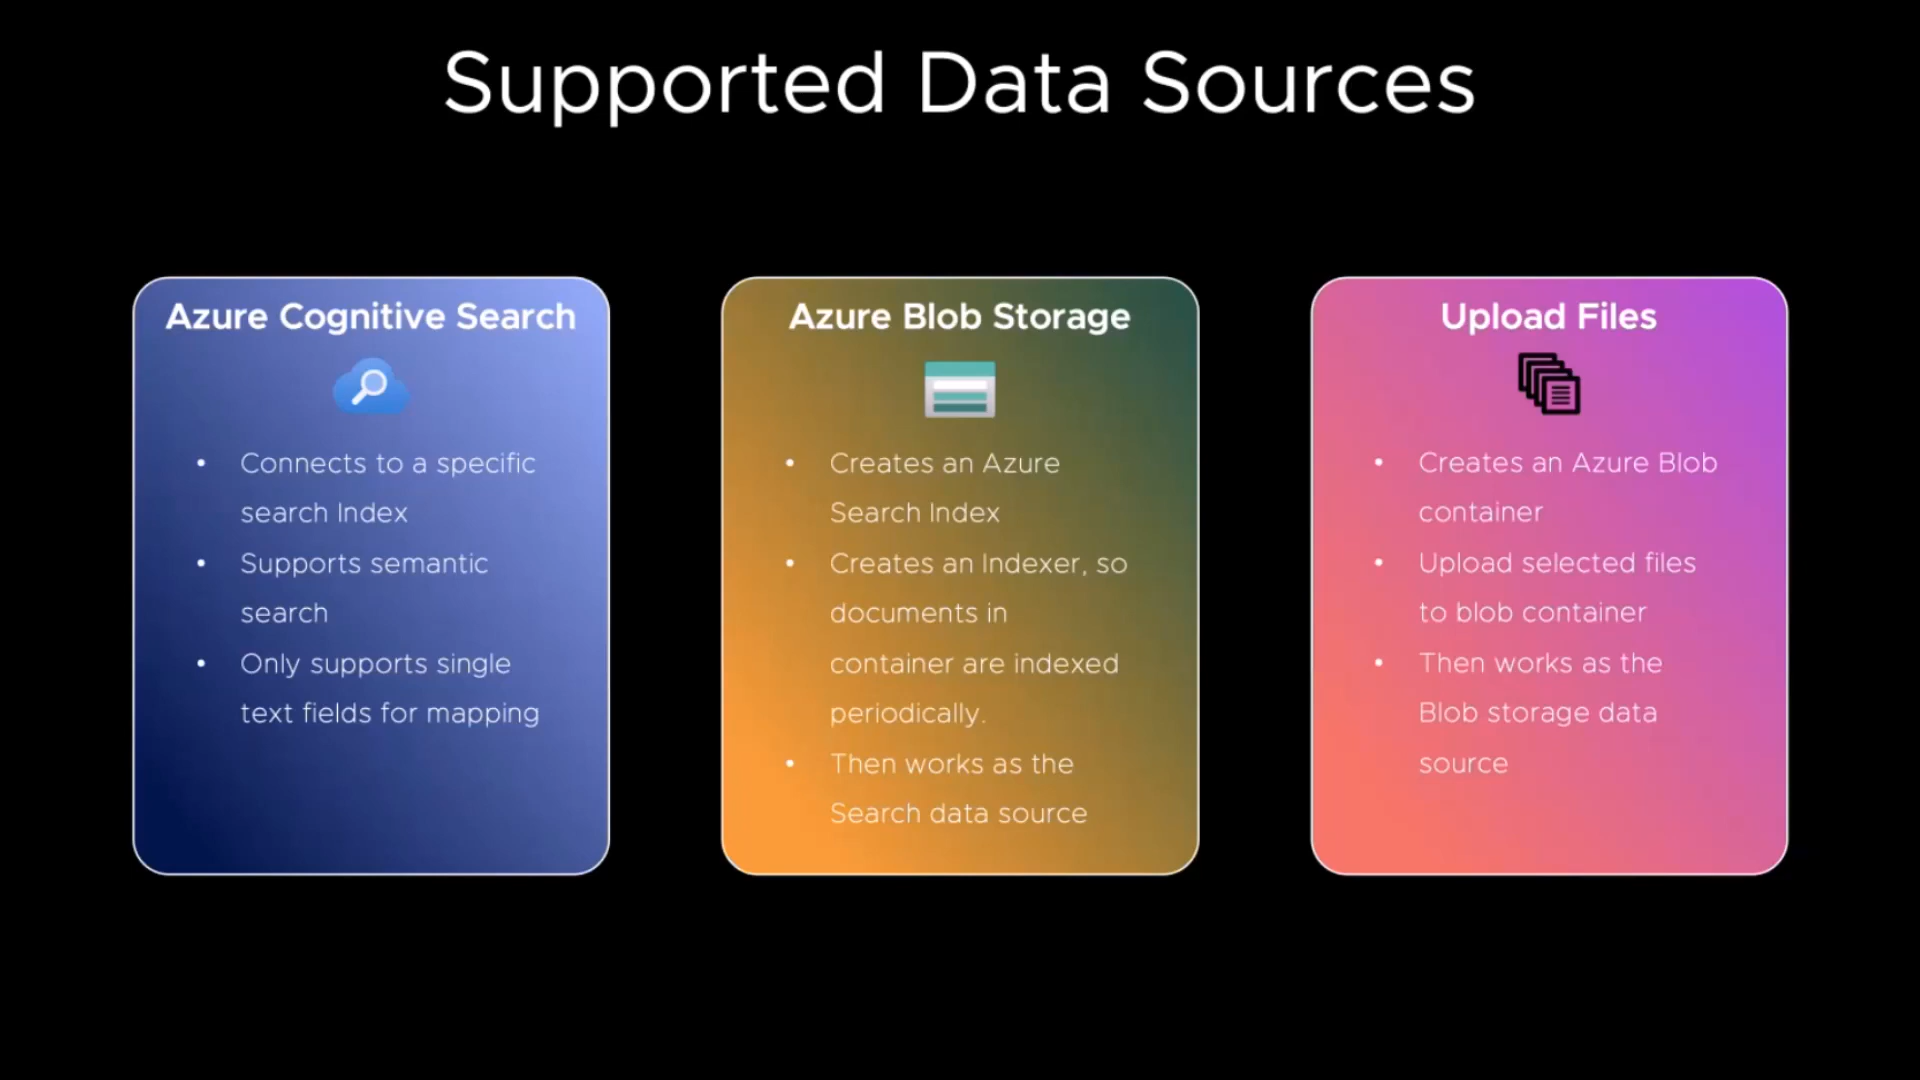 Supported Data Sources
Azure Cognitive Search
• Connects to a specific
search Index
• Supports semantic
search
• Only supports single
text fields for mapping
Azure Blob Storage
• Creates an Azure
Search Index
• Creates an Indexer, so
documents in
container are indexed
periodically.
• Then works as the
Search data source
Upload Files
• Creates an Azure Blob
container
• Upload selected files
to blob container
• Then works as the
Blob storage data
source